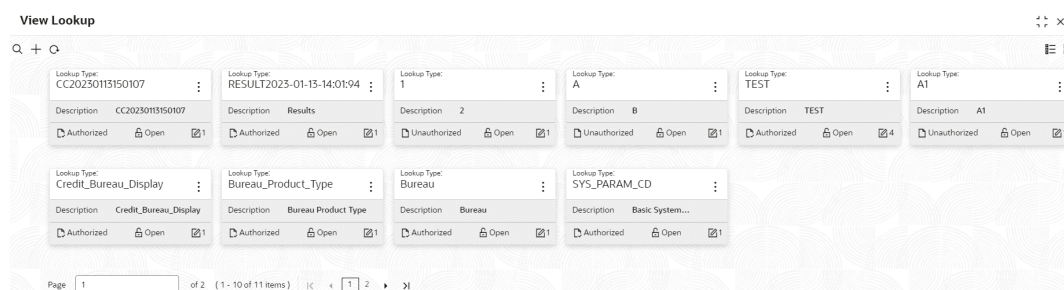 View Lookup
Lookup Type: Lookup Type: Lookup Type: Lookup Type: Lookup Type: Lookup Type:
CC20230113150107 RESULT2023-01-13-14:01:94 1 A TEST A1
Description CC20230113150107 Description Results Description 2 Description B Description TEST Description A1
Authorized Open 1 Authorized Open 1 Unauthorized Open 1 Unauthorized Open 1 Authorized Open 4 Unauthorized Open
Lookup Type: Lookup Type: Lookup Type: Lookup Type:
Credit_Bureau_Display Bureau_Product_Type Bureau SYS_PARAM_CD
Description Credit_Bureau_Display Description Bureau Product Type Description Bureau Description Basic System...
Authorized Open 1 Authorized Open 1 Authorized Open 1 Authorized Open 1
Page 1 of 2 (1 - 10 of 11 items) 1 2